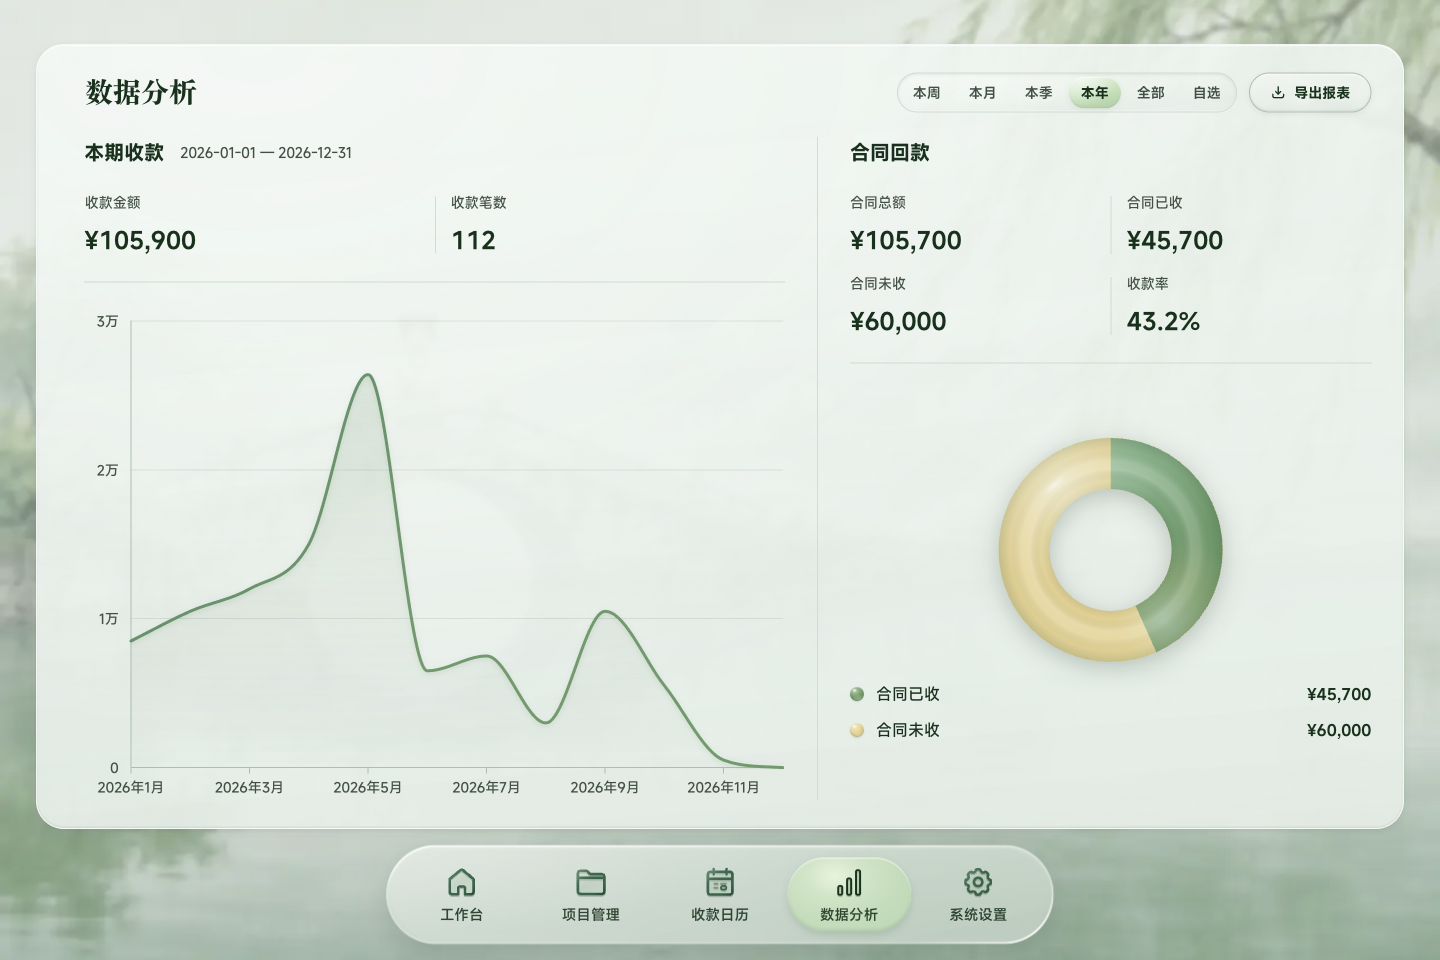 数据分析
本周 本月 本季 本年 全部 自选
导出报表
本期收款 2026-01-01 — 2026-12-31
收款金额 收款笔数
¥105,900 112
3万
2万
1万
0
2026年1月 2026年3月 2026年5月 2026年7月 2026年9月 2026年11月
合同回款
合同总额 合同已收
¥105,700 ¥45,700
合同未收 收款率
¥60,000 43.2%
合同已收 ¥45,700
合同未收 ¥60,000
工作台 项目管理 收款日历 数据分析 系统设置